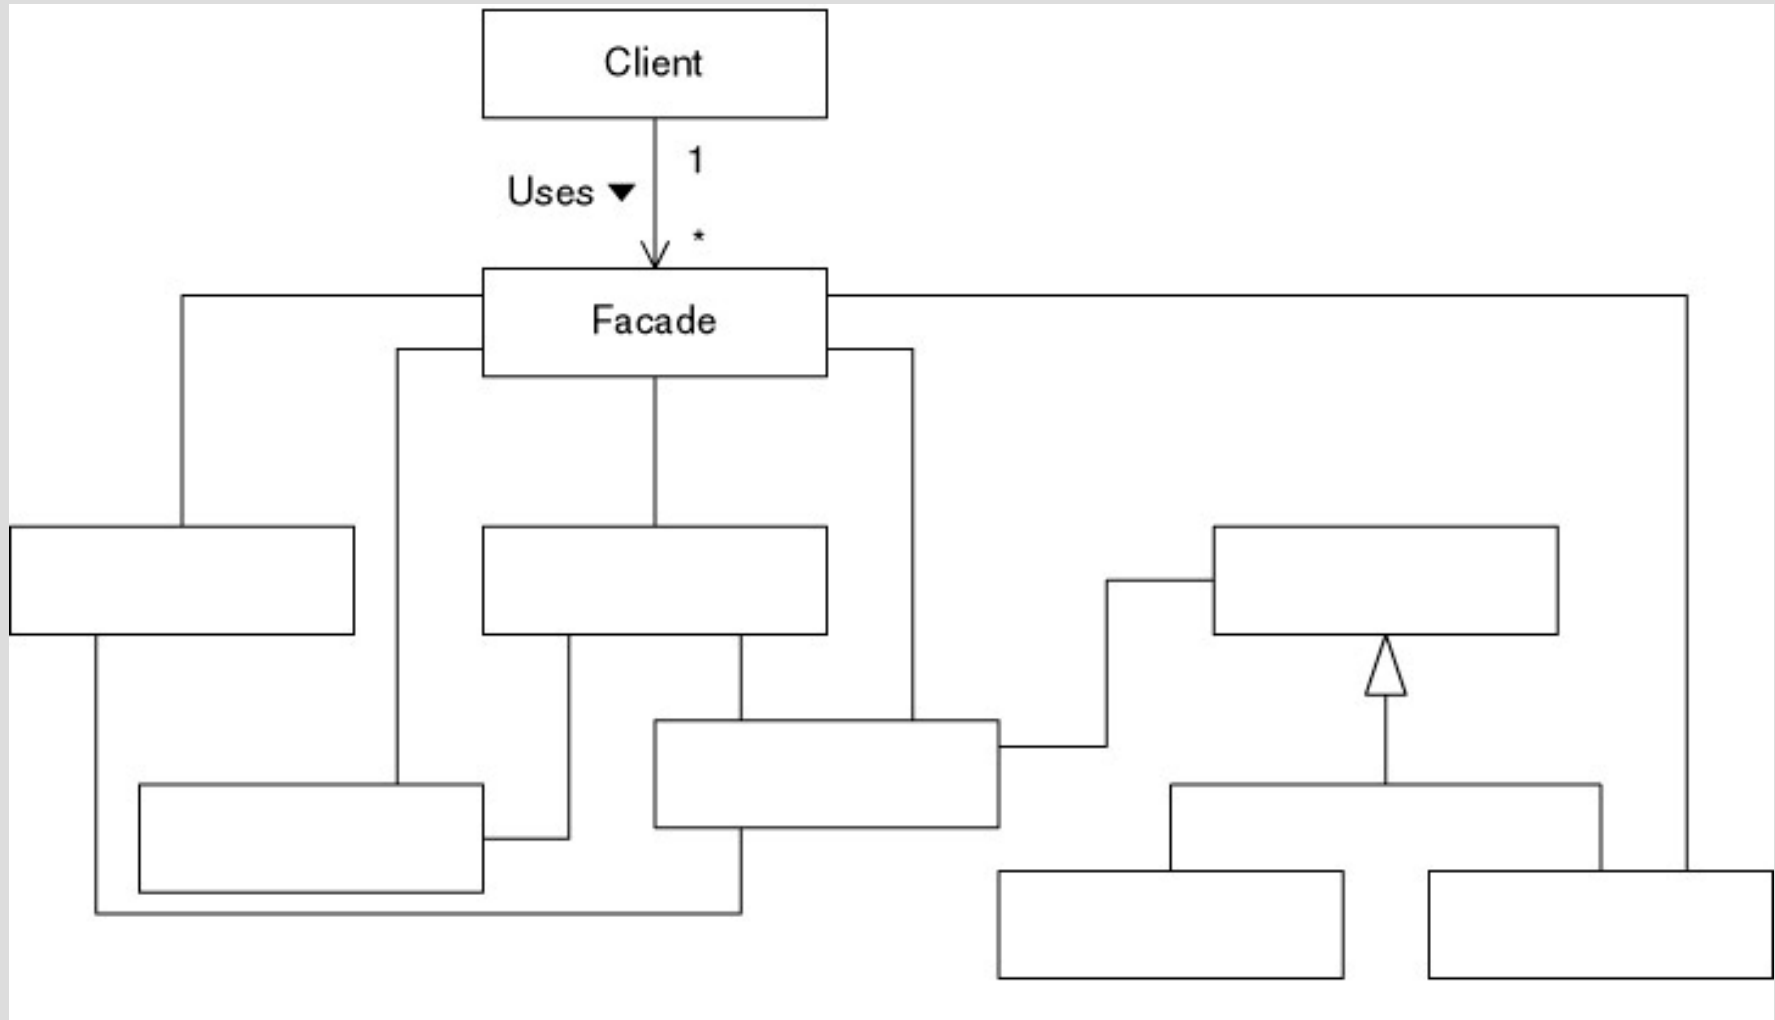 Client
1
Uses ▼
*
Facade